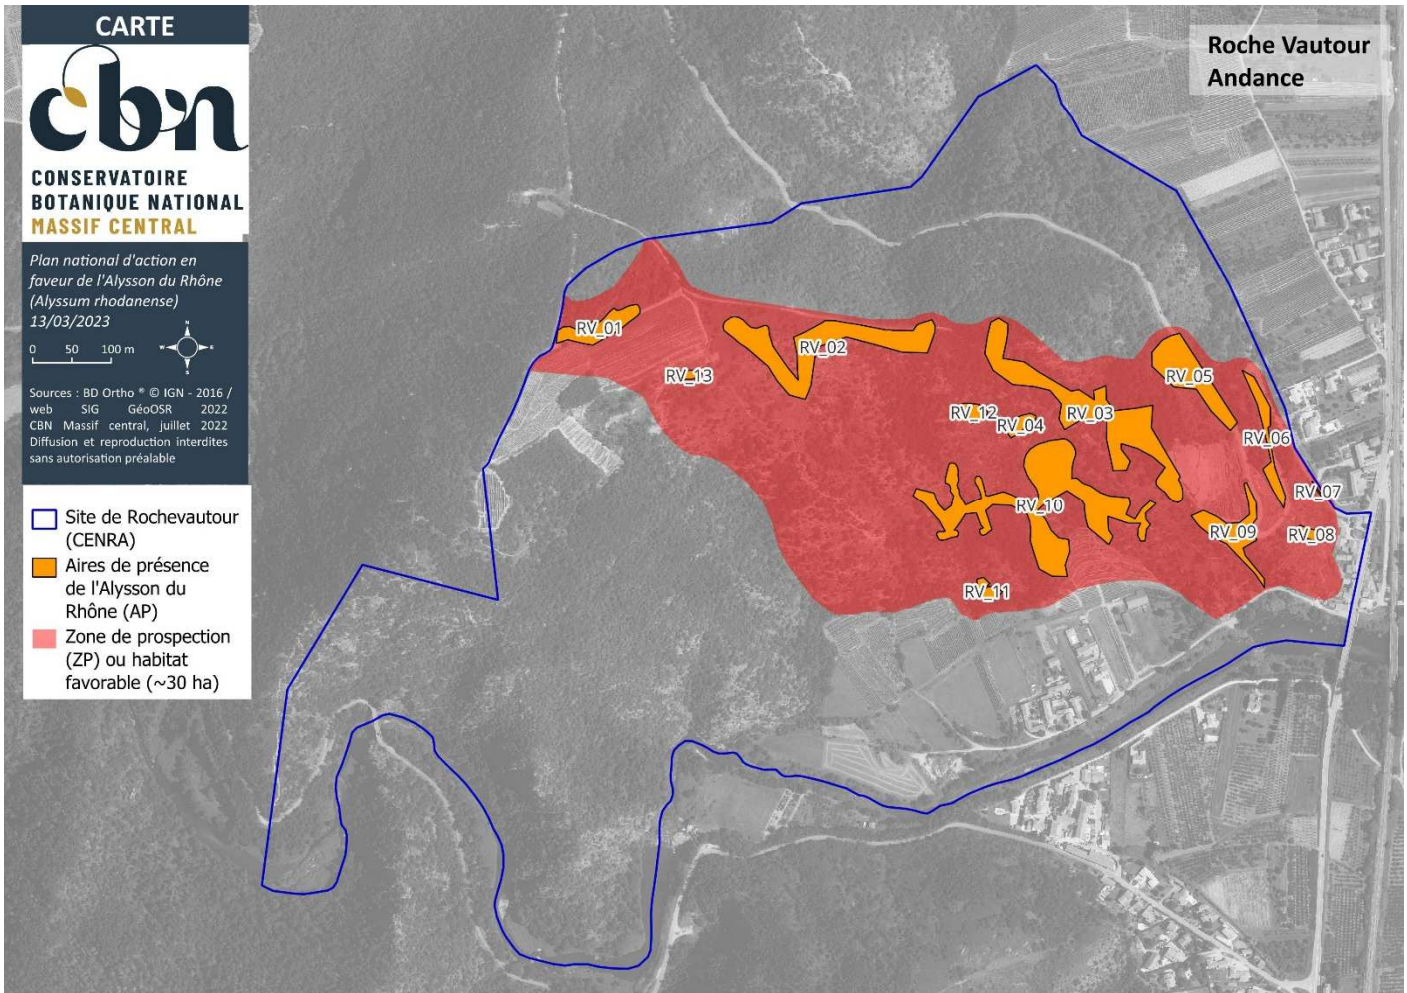 CARTE
cbn
CONSERVATOIRE
BOTANIQUE NATIONAL
MASSIF CENTRAL
Plan national d'action en
faveur de l'Alysson du Rhône
(Alyssum rhodanense)
13/03/2023
N
W
E
S
0 50 100 m
Sources : BD Ortho ® © IGN - 2016 /
web SIG GéoOSR 2022
CBN Massif central, juillet 2022
Diffusion et reproduction interdites
sans autorisation préalable
Site de Rochevautour
(CENRA)
Aires de présence
de l'Alysson du
Rhône (AP)
Zone de prospection
(ZP) ou habitat
favorable (~30 ha)
Roche Vautour
Andance
RV_01
RV_02
RV_13
RV_05
RV_12
RV_03
RV_04
RV_06
RV_07
RV_10
RV_09
RV_08
RV_11